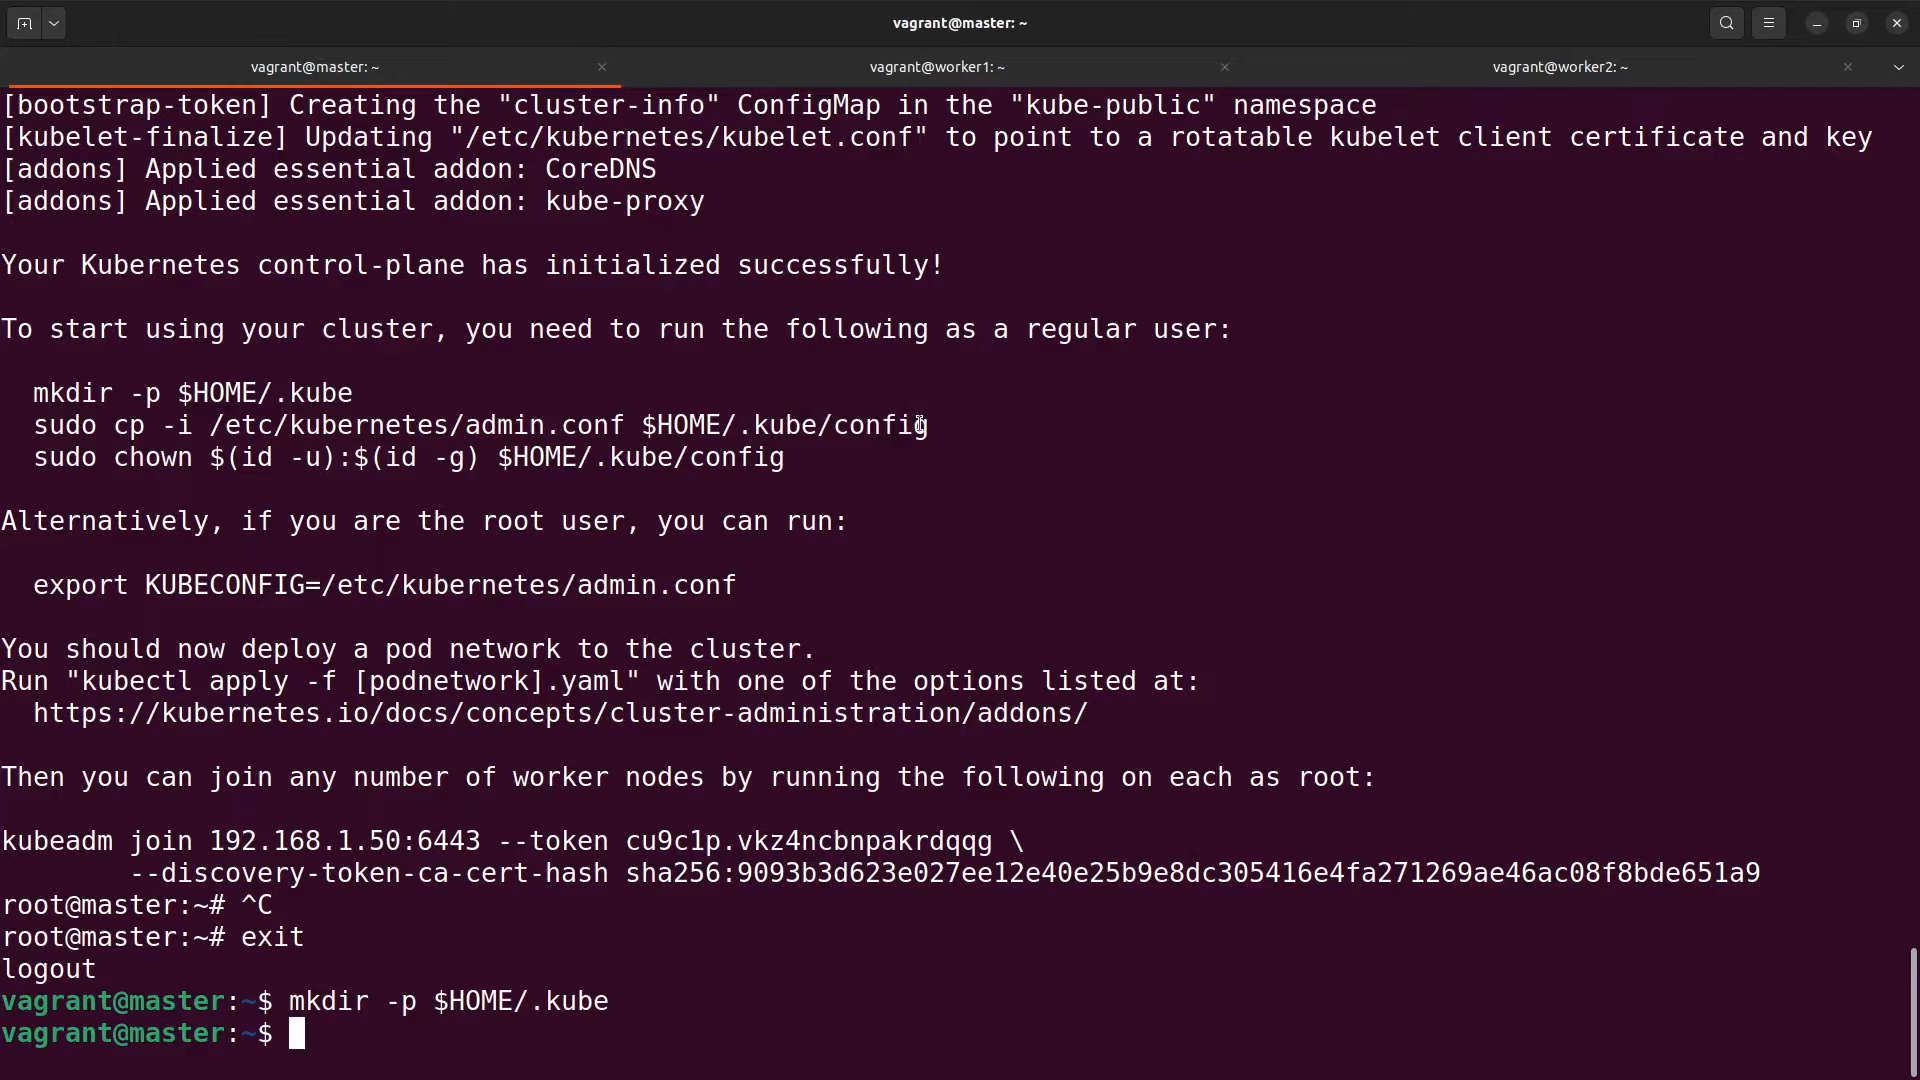 vagrant@master: ~
vagrant@master: ~
vagrant@worker1: ~
vagrant@worker2: ~
[bootstrap-token] Creating the "cluster-info" ConfigMap in the "kube-public" namespace
[kubelet-finalize] Updating "/etc/kubernetes/kubelet.conf" to point to a rotatable kubelet client certificate and key
[addons] Applied essential addon: CoreDNS
[addons] Applied essential addon: kube-proxy
Your Kubernetes control-plane has initialized successfully!
To start using your cluster, you need to run the following as a regular user:
mkdir -p $HOME/.kube
sudo cp -i /etc/kubernetes/admin.conf $HOME/.kube/config
sudo chown $(id -u):$(id -g) $HOME/.kube/config
Alternatively, if you are the root user, you can run:
export KUBECONFIG=/etc/kubernetes/admin.conf
You should now deploy a pod network to the cluster.
Run "kubectl apply -f [podnetwork].yaml" with one of the options listed at:
https://kubernetes.io/docs/concepts/cluster-administration/addons/
Then you can join any number of worker nodes by running the following on each as root:
kubeadm join 192.168.1.50:6443 --token cu9c1p.vkz4ncbnpakrdqqg \
--discovery-token-ca-cert-hash sha256:9093b3d623e027ee12e40e25b9e8dc305416e4fa271269ae46ac08f8bde651a9
root@master:~# ^C
root@master:~# exit
logout
vagrant@master:~$ mkdir -p $HOME/.kube
vagrant@master:~$